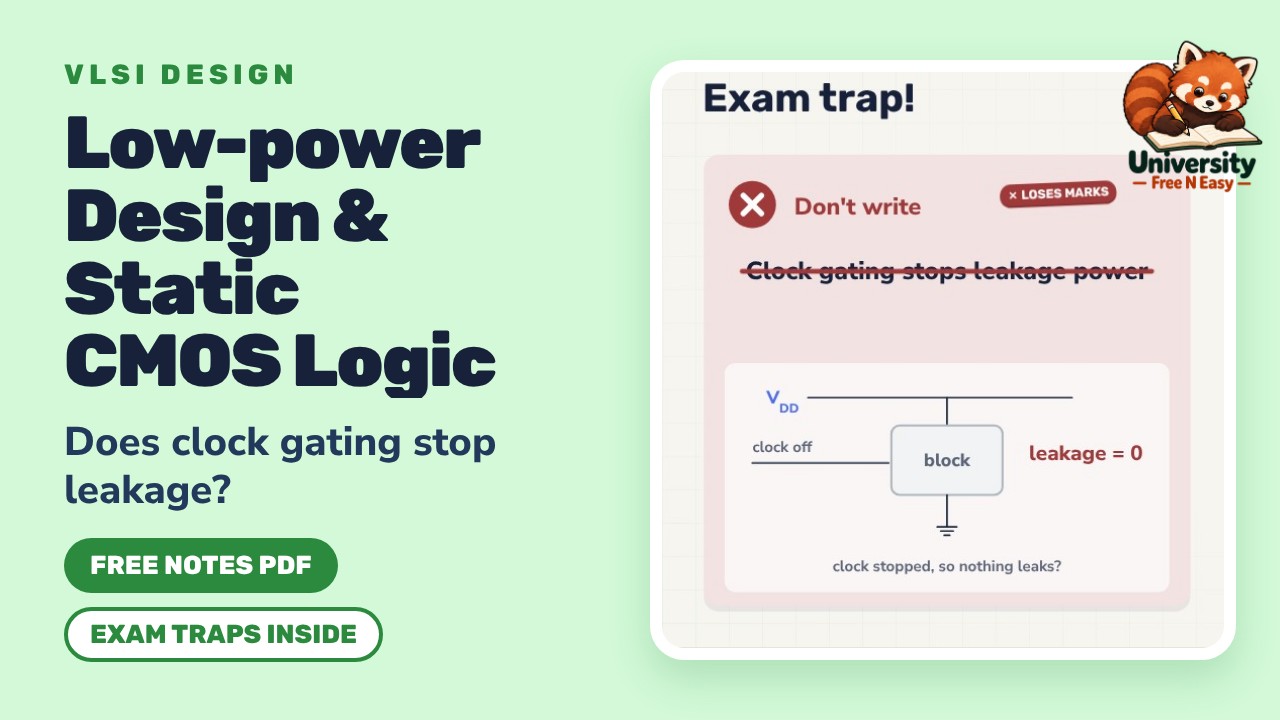 VLSI DESIGN
Low-power
Design &
Static
CMOS Logic
Does clock gating stop
leakage?
FREE NOTES PDF
EXAM TRAPS INSIDE
Exam trap!
Don't write
× LOSES MARKS
Clock gating stops leakage power
VDD
clock off
block
leakage = 0
clock stopped, so nothing leaks?
University
Free N Easy